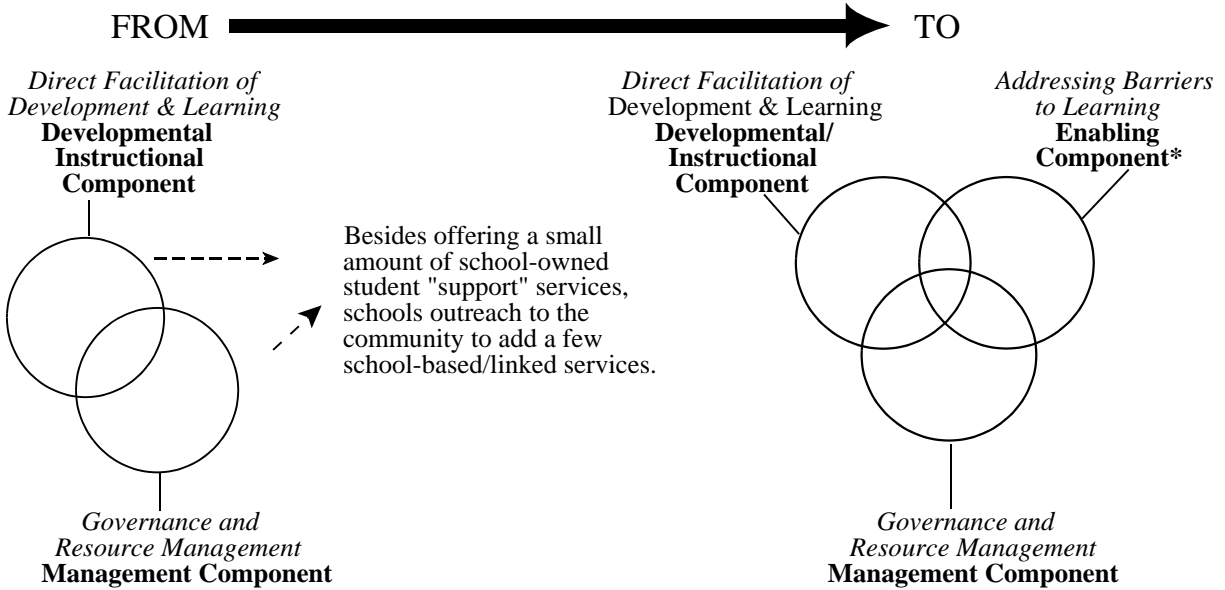 FROM
TO
Direct Facilitation of
Development & Learning
Developmental
Instructional
Component
Besides offering a small
amount of school-owned
student "support" services,
schools outreach to the
community to add a few
school-based/linked services.
Governance and
Resource Management
Management Component
Direct Facilitation of
Development & Learning
Developmental/
Instructional
Component
Addressing Barriers
to Learning
Enabling
Component*
Governance and
Resource Management
Management Component